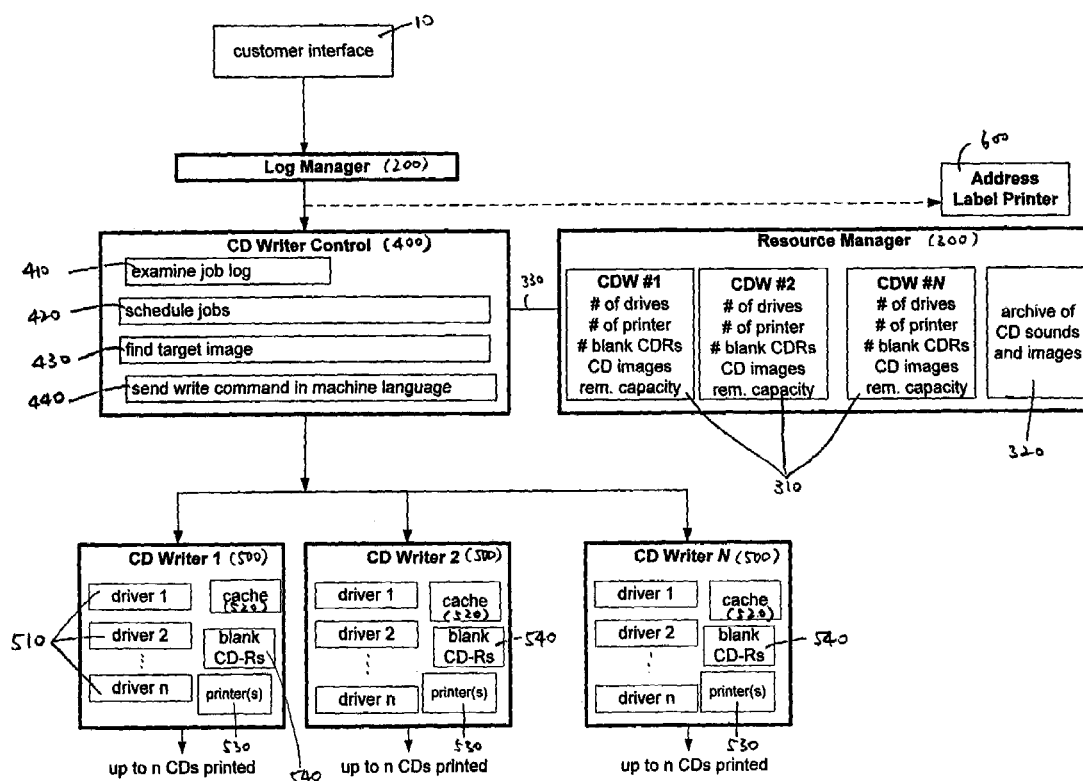 10
customer interface
Log Manager (200)
600
Address
Label Printer
CD Writer Control (400)
410
examine job log
420
schedule jobs
430
find target image
440
send write command in machine language
330
Resource Manager (200)
CDW #1
# of drives
# of printer
# blank CDRs
CD images
rem. capacity
CDW #2
# of drives
# of printer
# blank CDRs
CD images
rem. capacity
CDW #N
# of drives
# of printer
# blank CDRs
CD images
rem. capacity
archive of
CD sounds
and images
310
320
CD Writer 1 (500)
510
driver 1
driver 2
driver n
cache
(520)
blank
CD-Rs
printer(s)
530
540
up to n CDs printed
CD Writer 2 (500)
driver 1
driver 2
driver n
cache
(520)
blank
CD-Rs
540
printer(s)
530
up to n CDs printed
CD Writer N (500)
driver 1
driver 2
driver n
cache
(520)
blank
CD-Rs
540
printer(s)
530
up to n CDs printed